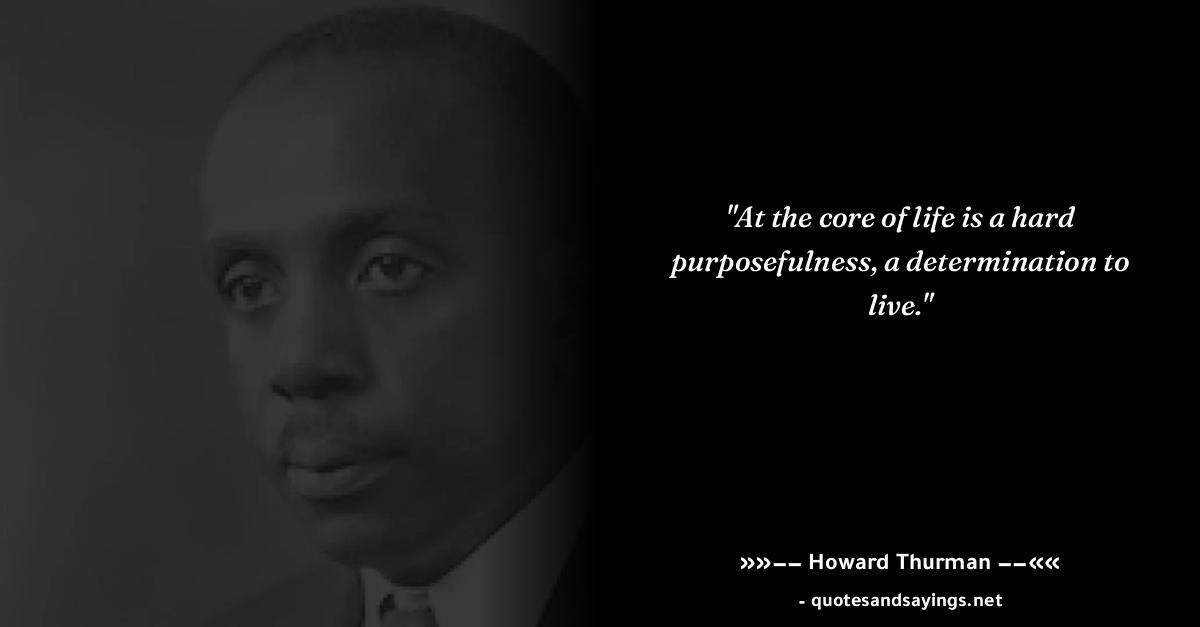 "At the core of life is a hard
purposefulness, a determination to
live."
»»−− Howard Thurman −−««
- quotesandsayings.net